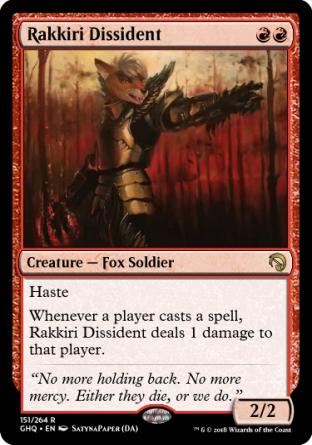 Rakkiri Dissident
Creature — Fox Soldier
Haste
Whenever a player casts a spell,
Rakkiri Dissident deals 1 damage to
that player.
“No more holding back. No more
mercy. Either they die, or we do.”
2/2
151/264 R
GHQ • EN SatynaPaper (DA)
™ & © 2018 Wizards of the Coast